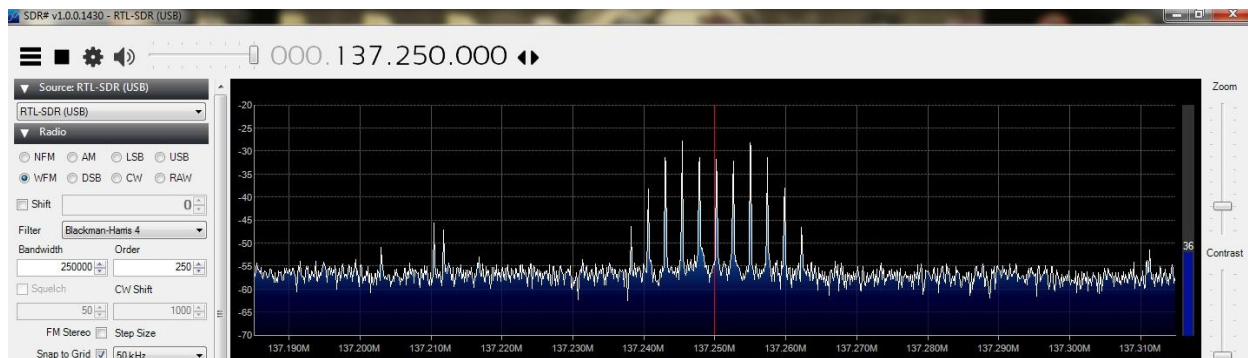 SDR# v1.0.0.1430 - RTL-SDR (USB)
000.137.250.000
Source: RTL-SDR (USB)
RTL-SDR (USB)
Radio
NFM AM LSB USB
WFM DSB CW RAW
Shift 0
Filter Blackman-Harris 4
Bandwidth Order
250000 250
Squelch CW Shift
50 1000
FM Stereo Step Size
Snap to Grid 50 kHz
-20
-25
-30
-35
-40
-45
-50
-55
-60
-65
-70
137.190M 137.200M 137.210M 137.220M 137.230M 137.240M 137.250M 137.260M 137.270M 137.280M 137.290M 137.300M 137.310M
36
Zoom
Contrast